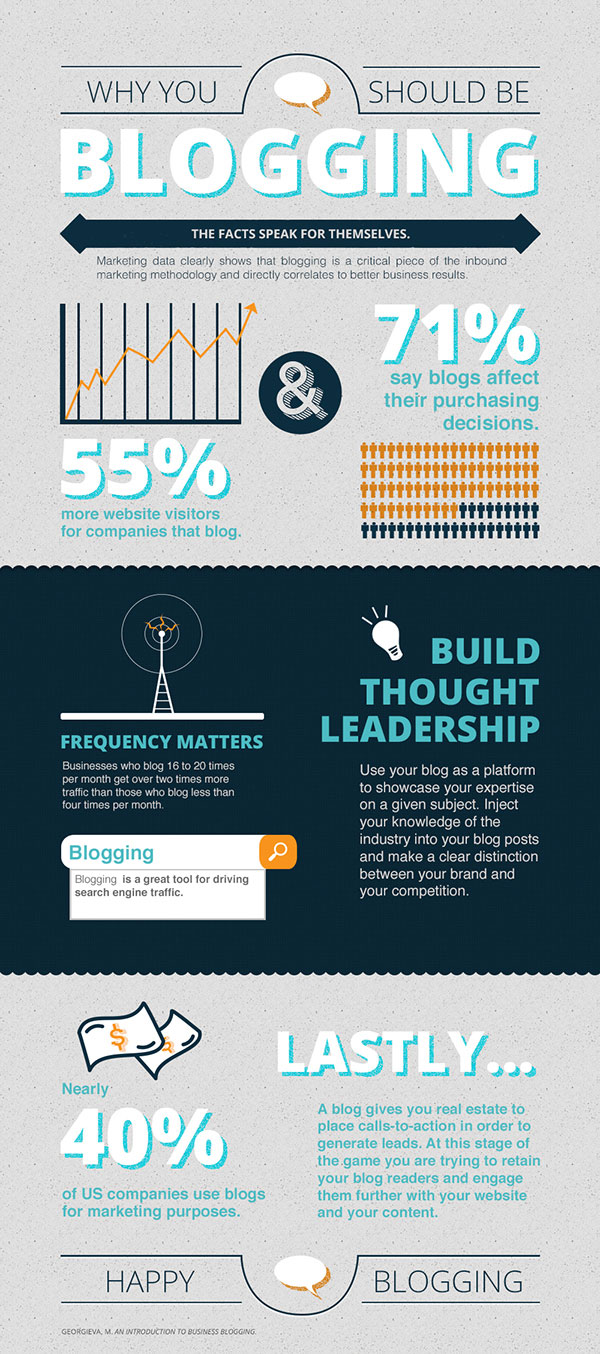 WHY YOU SHOULD BE
BLOGGING
THE FACTS SPEAK FOR THEMSELVES.
Marketing data clearly shows that blogging is a critical piece of the inbound
marketing methodology and directly correlates to better business results.
&
55%
more website visitors
for companies that blog.
71%
say blogs affect
their purchasing
decisions.
FREQUENCY MATTERS
Businesses who blog 16 to 20 times
per month get over two times more
traffic than those who blog less than
four times per month.
Blogging
Blogging is a great tool for driving
search engine traffic.
BUILD
THOUGHT
LEADERSHIP
Use your blog as a platform
to showcase your expertise
on a given subject. Inject
your knowledge of the
industry into your blog posts
and make a clear distinction
between your brand and
your competition.
$
$
Nearly
40%
of US companies use blogs
for marketing purposes.
LASTLY...
A blog gives you real estate to
place calls-to-action in order to
generate leads. At this stage of
the game you are trying to retain
your blog readers and engage
them further with your website
and your content.
HAPPY BLOGGING
GEORGIEVA, M. AN INTRODUCTION TO BUSINESS BLOGGING.